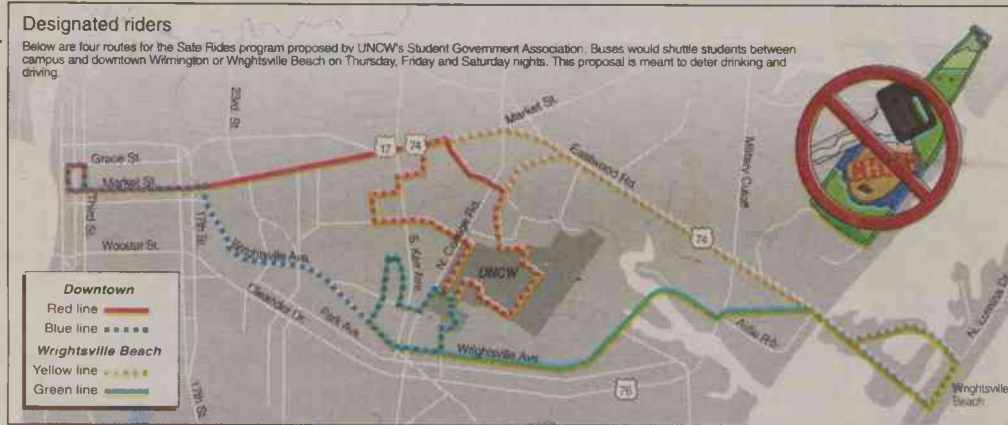 Designated riders
Below are four routes for the Safe Rides program proposed by UNCW's Student Government Association. Buses would shuttle students between
campus and downtown Wilmington or Wrightsville Beach on Thursday, Friday and Saturday nights. This proposal is meant to deter drinking and
driving.
23rd. St
Market St.
17
74
Grace St.
Market St.
Eastwood Rd.
Military Cutoff
Third St.
17th St.
Wooster St.
Wrightsville Ave.
S. Kerr Ave.
N. College Rd.
UNCW
74
N. Lumina Dr.
Oleander Dr.
Park Ave.
Airlie Rd.
Wrightsville Ave.
76
17th St.
Wrightsville
Beach
Downtown
Red line
Blue line
Wrightsville Beach
Yellow line
Green line